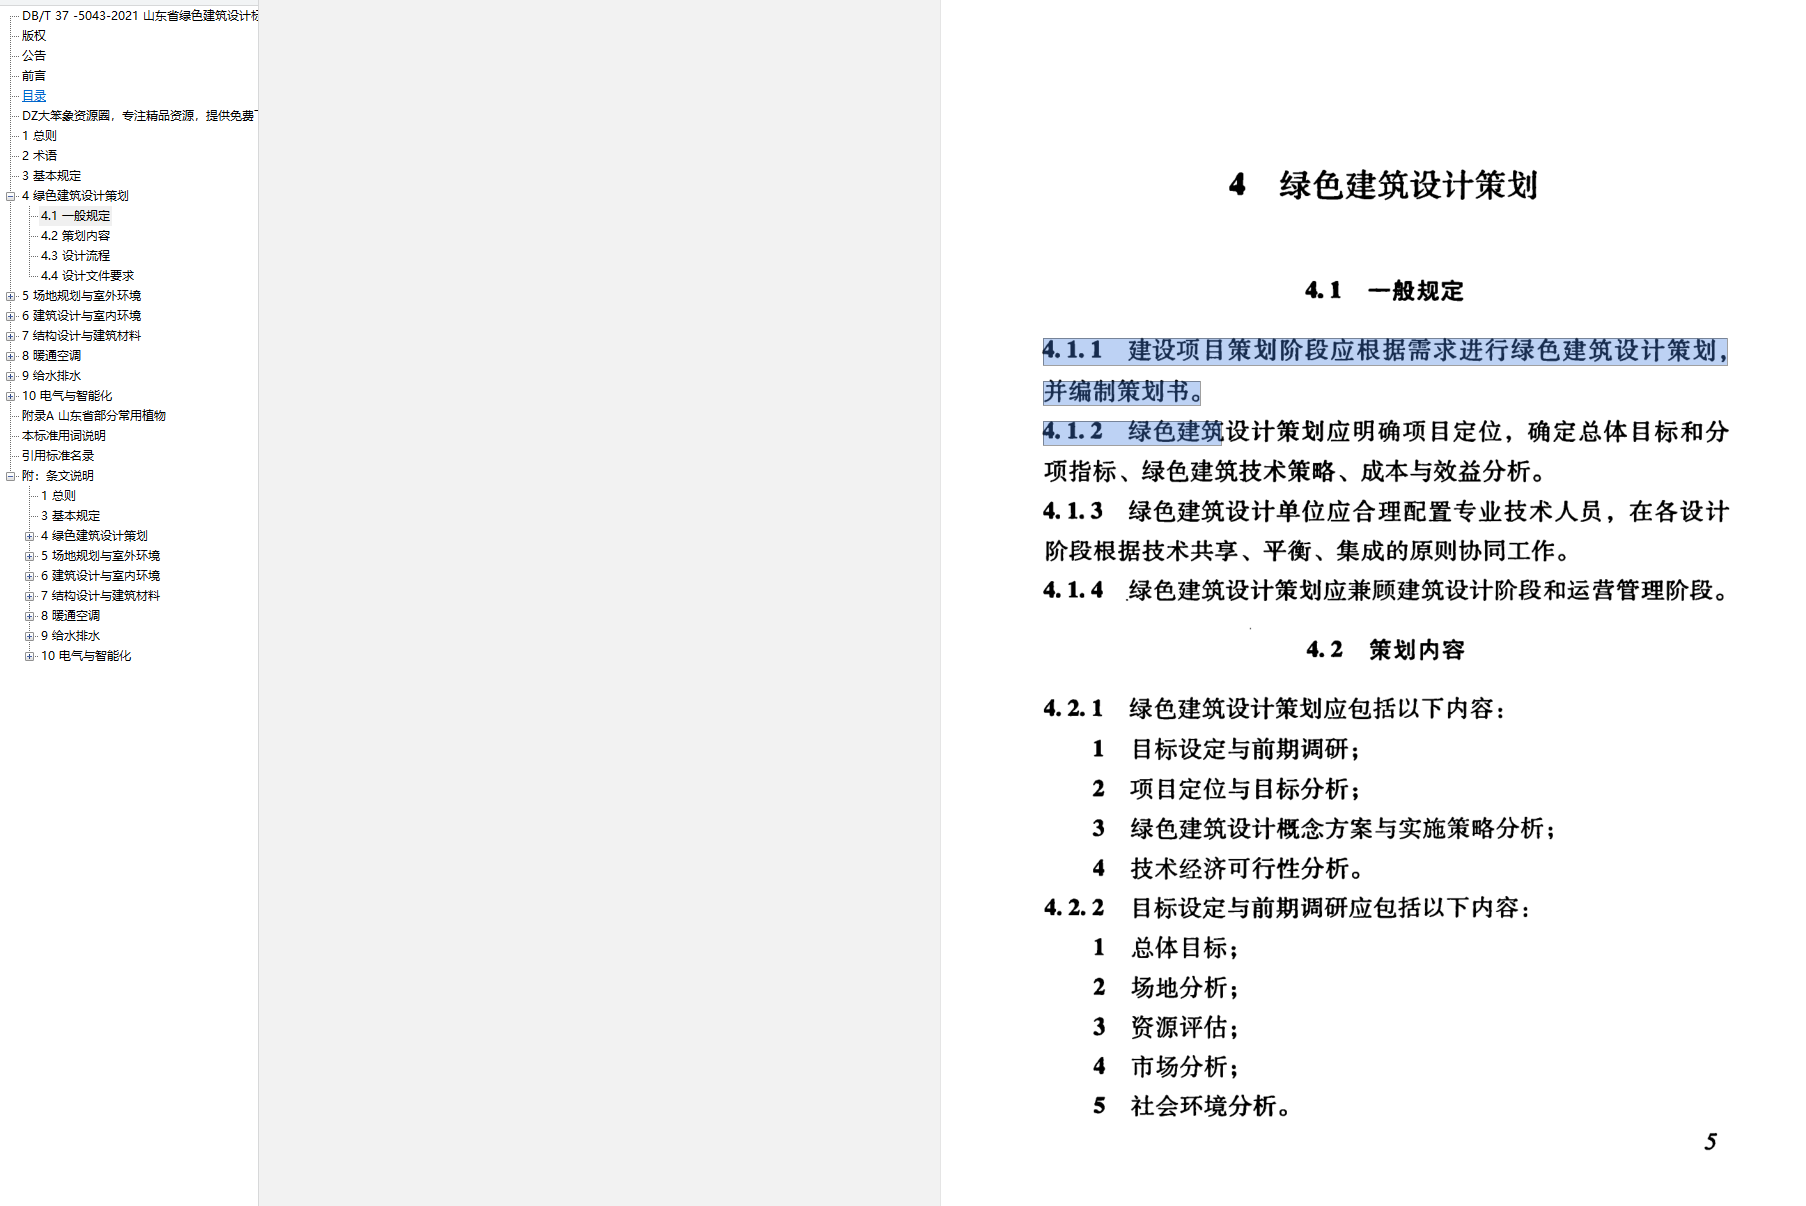 DB/T 37 -5043-2021 山东省绿色建筑设计标
版权
公告
前言
目录
DZ大笨象资源圈，专注精品资源，提供免费下
1 总则
2 术语
3 基本规定
4 绿色建筑设计策划
4.1 一般规定
4.2 策划内容
4.3 设计流程
4.4 设计文件要求
5 场地规划与室外环境
6 建筑设计与室内环境
7 结构设计与建筑材料
8 暖通空调
9 给水排水
10 电气与智能化
附录A 山东省部分常用植物
本标准用词说明
引用标准名录
附：条文说明
1 总则
3 基本规定
4 绿色建筑设计策划
5 场地规划与室外环境
6 建筑设计与室内环境
7 结构设计与建筑材料
8 暖通空调
9 给水排水
10 电气与智能化
4 绿色建筑设计策划
4.1 一般规定
4.1.1 建设项目策划阶段应根据需求进行绿色建筑设计策划，
并编制策划书。
4.1.2 绿色建筑设计策划应明确项目定位，确定总体目标和分
项指标、绿色建筑技术策略、成本与效益分析。
4.1.3 绿色建筑设计单位应合理配置专业技术人员，在各设计
阶段根据技术共享、平衡、集成的原则协同工作。
4.1.4 绿色建筑设计策划应兼顾建筑设计阶段和运营管理阶段。
4.2 策划内容
4.2.1 绿色建筑设计策划应包括以下内容：
1 目标设定与前期调研；
2 项目定位与目标分析；
3 绿色建筑设计概念方案与实施策略分析；
4 技术经济可行性分析。
4.2.2 目标设定与前期调研应包括以下内容：
1 总体目标；
2 场地分析；
3 资源评估；
4 市场分析；
5 社会环境分析。
5